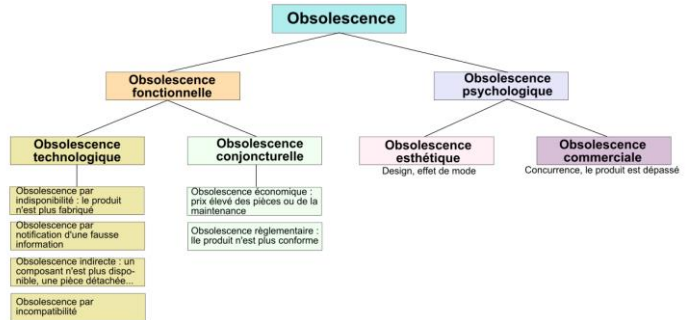 Obsolescence
Obsolescence
fonctionnelle
Obsolescence
psychologique
Obsolescence
technologique
Obsolescence
conjoncturelle
Obsolescence
esthétique
Design, effet de mode
Obsolescence
commerciale
Concurrence, le produit est dépassé
Obsolescence par
indisponibilité : le produit
n'est plus fabriqué
Obsolescence par
notification d'une fausse
information
Obsolescence indirecte : un
composant n'est plus dispo-
nible, une pièce détachée...
Obsolescence par
incompatibilité
Obsolescence économique :
prix élevé des pièces ou de la
maintenance
Obsolescence règlementaire :
lle produit n'est plus conforme